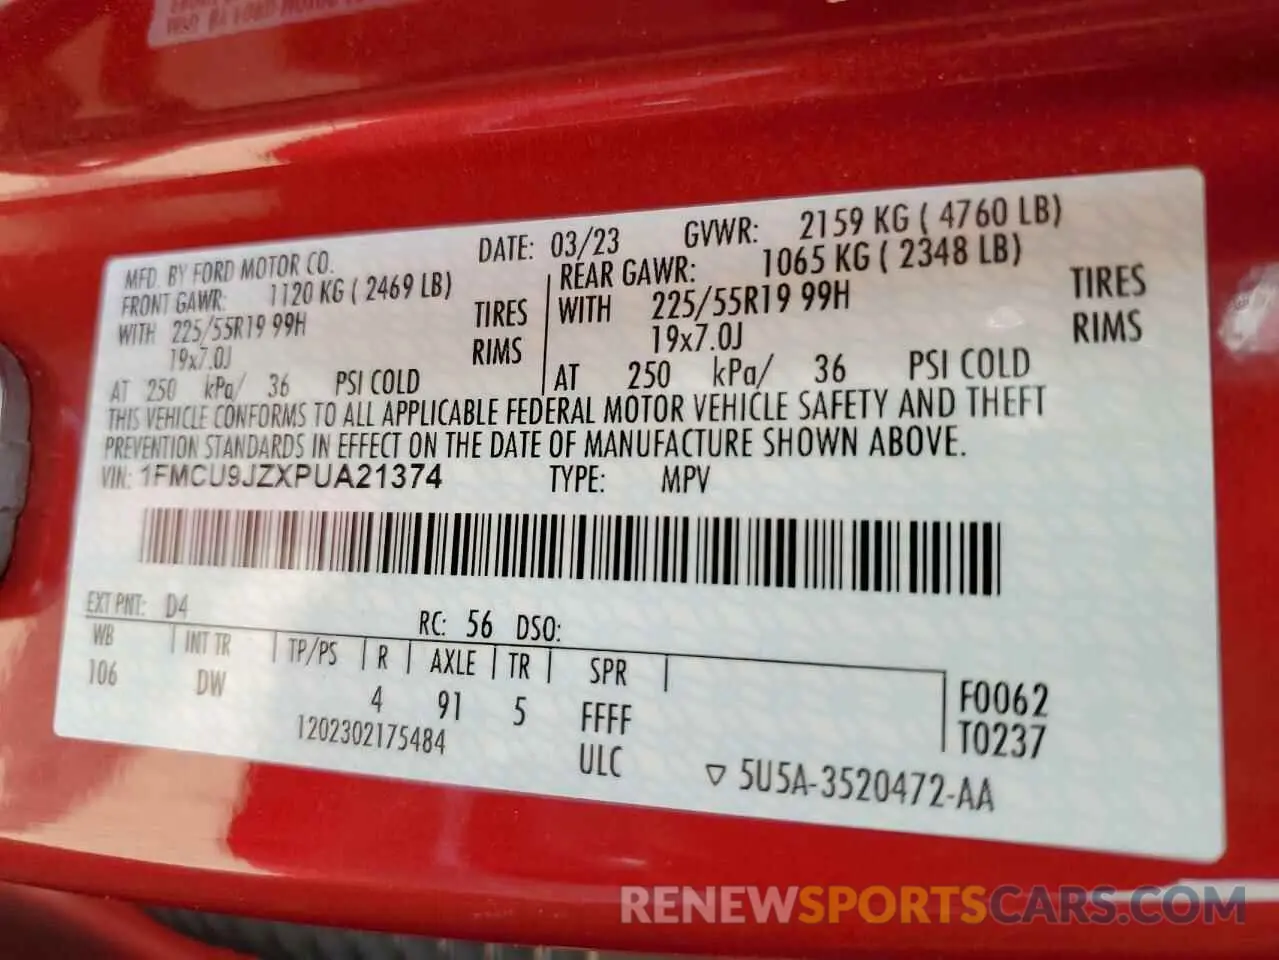 MFD. BY FORD MOTOR CO.
DATE: 03/23 GVWR: 2159 KG ( 4760 LB)
FRONT GAWR: 1120 KG ( 2469 LB)
WITH 225/55R19 99H TIRES
19x7.0J RIMS
AT 250 kPa/ 36 PSI COLD
REAR GAWR: 1065 KG ( 2348 LB)
WITH 225/55R19 99H TIRES
19x7.0J RIMS
AT 250 kPa/ 36 PSI COLD
THIS VEHICLE CONFORMS TO ALL APPLICABLE FEDERAL MOTOR VEHICLE SAFETY AND THEFT
PREVENTION STANDARDS IN EFFECT ON THE DATE OF MANUFACTURE SHOWN ABOVE.
VIN: 1FMCU9JZXPUA21374 TYPE: MPV
EXT PNT: D4 RC: 56 DSO:
WB INT TR TP/PS R AXLE TR SPR
106 DW 4 91 5 FFFF
F0062
T0237
1202302175484 ULC ▽ 5U5A-3520472-AA
RENEWSPORTSCARS.COM